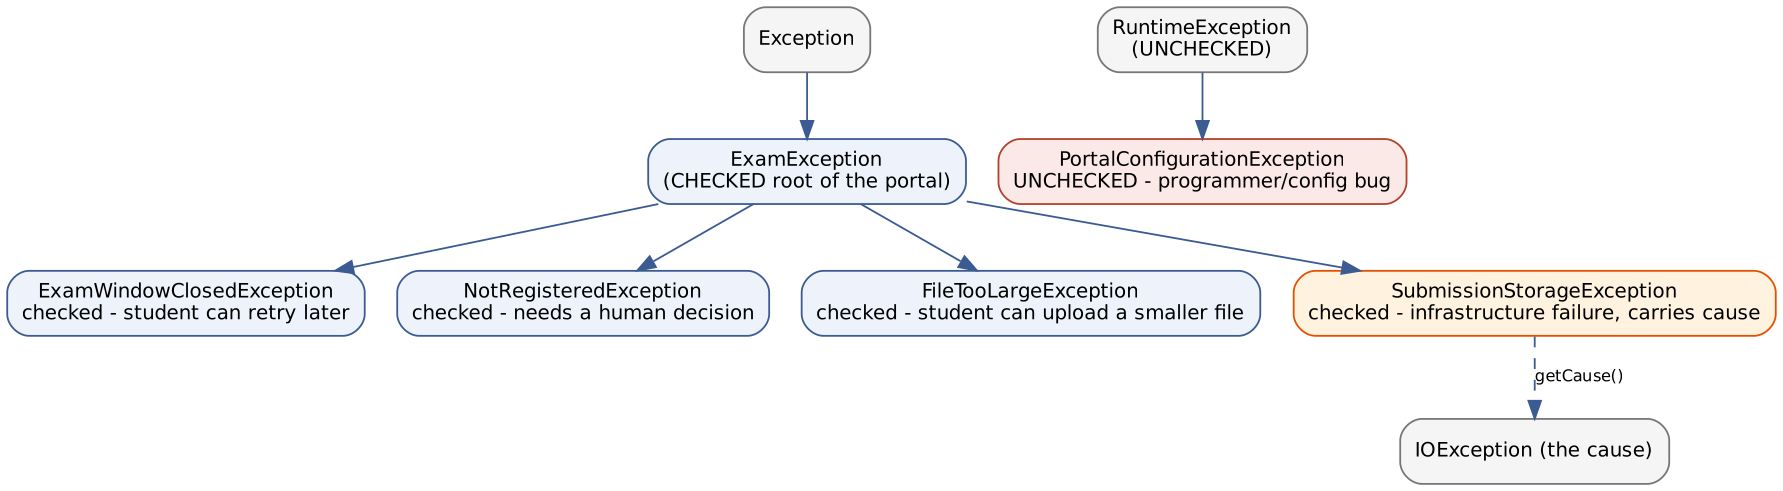 Exception
RuntimeException
(UNCHECKED)
ExamException
(CHECKED root of the portal)
PortalConfigurationException
UNCHECKED - programmer/config bug
ExamWindowClosedException
checked - student can retry later
NotRegisteredException
checked - needs a human decision
FileTooLargeException
checked - student can upload a smaller file
SubmissionStorageException
checked - infrastructure failure, carries cause
getCause()
IOException (the cause)